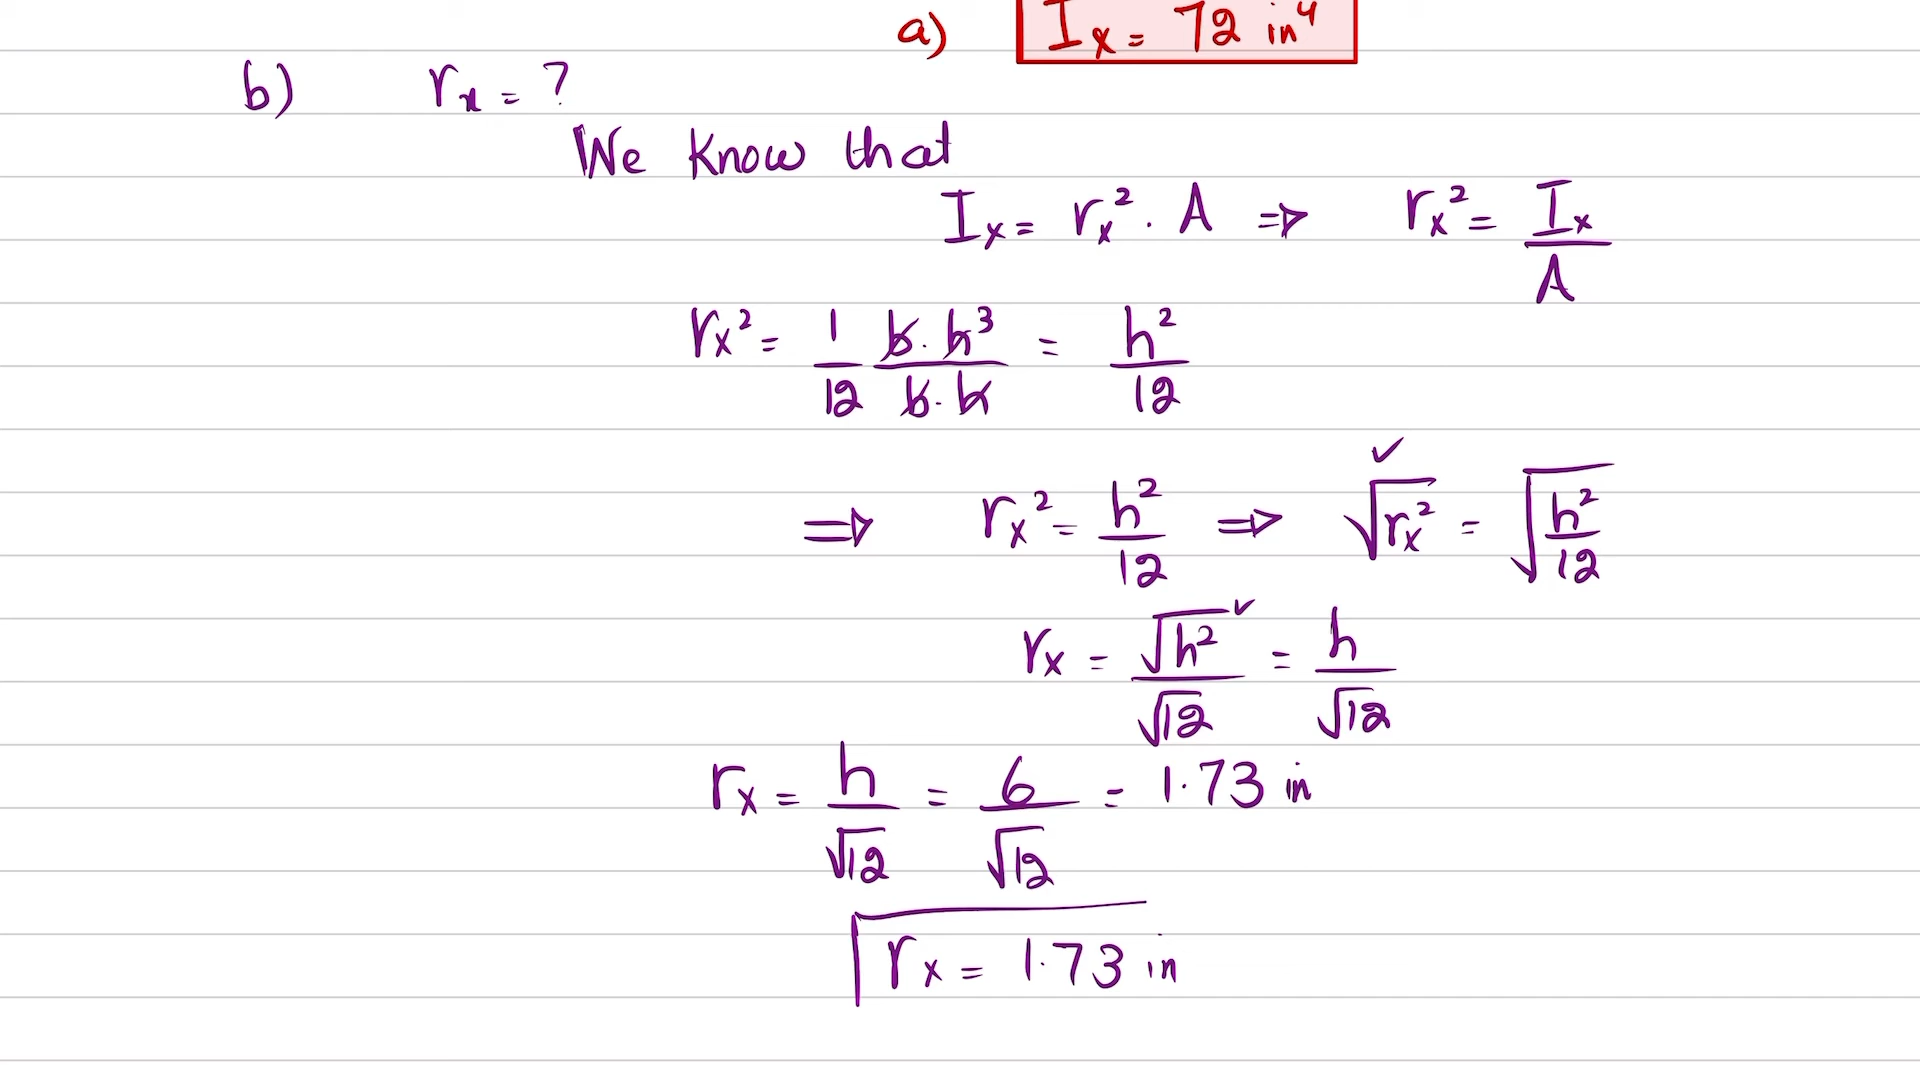 a) Iₓ = 72 in⁴
b) rₓ = ?
We know that
Iₓ = rₓ² · A ⇒ rₓ² = Iₓ/A
rₓ² = 1/12 b·h³/b·h = h²/12
⇒ rₓ² = h²/12 ⇒ √rₓ² = √h²/12
rₓ = √h²/√12 = h/√12
rₓ = h/√12 = 6/√12 = 1.73 in
rₓ = 1.73 in